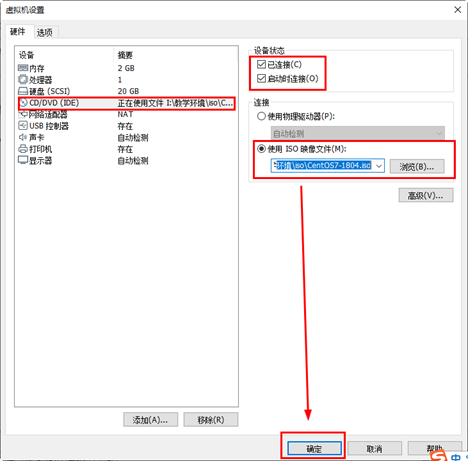 虚拟机设置
硬件 选项
设备 摘要
内存 2 GB
处理器 1
硬盘 (SCSI) 20 GB
CD/DVD (IDE) 正在使用文件 I:\教学环境\iso\C...
网络适配器 NAT
USB 控制器 存在
声卡 自动检测
打印机 存在
显示器 自动检测
添加(A)... 移除(R)
设备状态
已连接(C)
启动时连接(O)
连接
使用物理驱动器(P):
自动检测
使用 ISO 映像文件(M):
环境\iso\CentOS7-1804.iso 浏览(B)...
高级(V)...
确定 取消 帮助
中